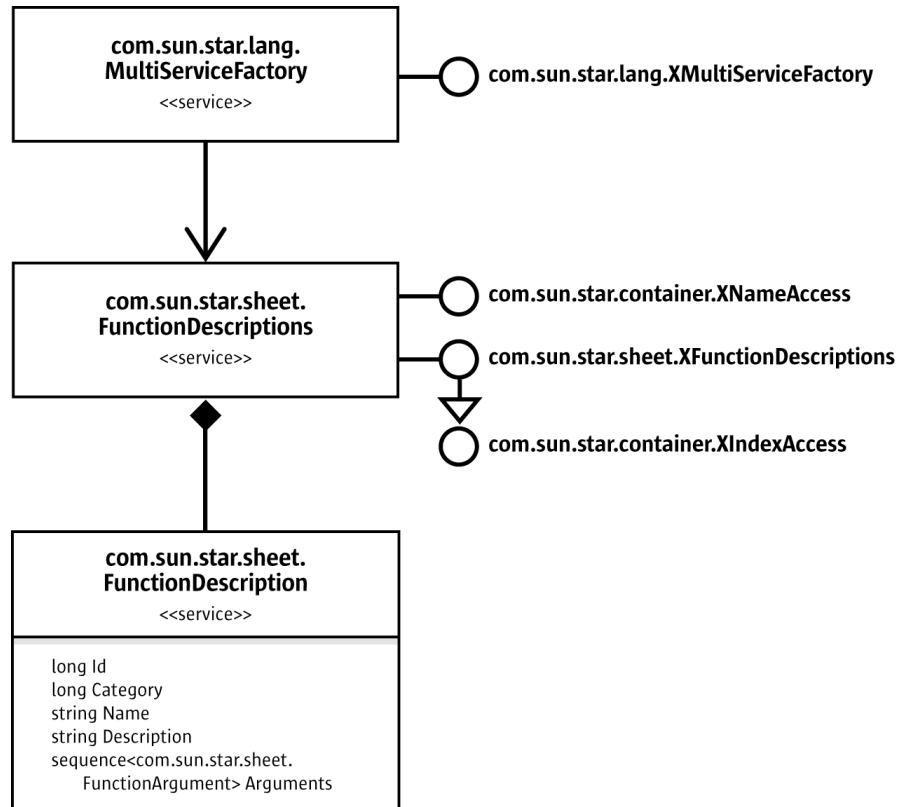 com.sun.star.lang.
MultiServiceFactory
<<service>>
com.sun.star.lang.XMultiServiceFactory
com.sun.star.sheet.
FunctionDescriptions
<<service>>
com.sun.star.container.XNameAccess
com.sun.star.sheet.XFunctionDescriptions
com.sun.star.container.XIndexAccess
com.sun.star.sheet.
FunctionDescription
<<service>>
long Id
long Category
string Name
string Description
sequence<com.sun.star.sheet.
FunctionArgument> Arguments